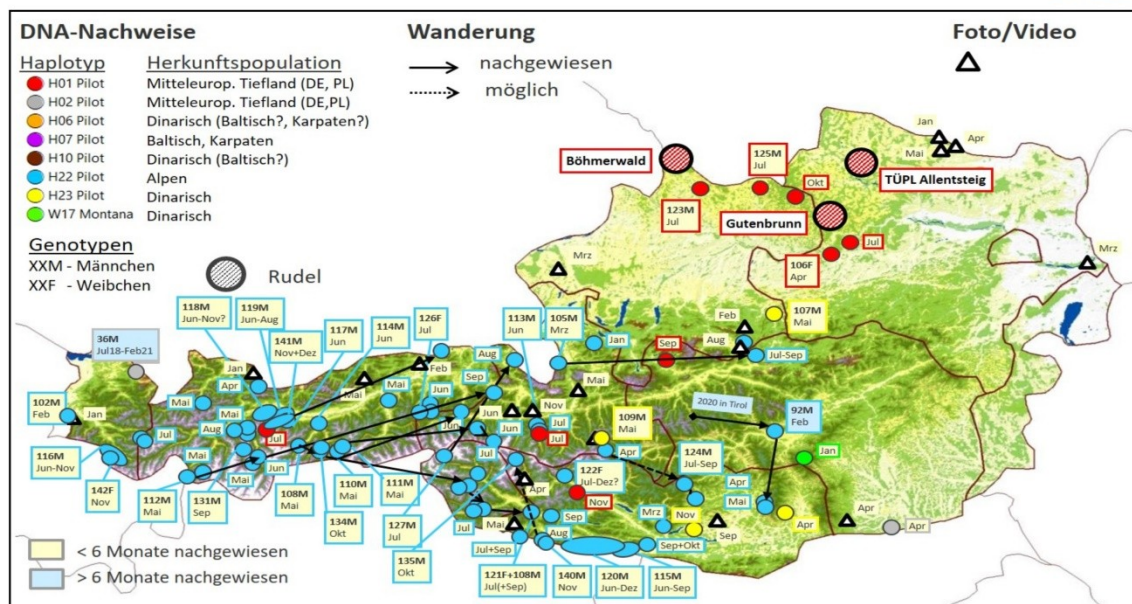 DNA-Nachweise
Wanderung
Foto/Video
Haplotyp Herkunftspopulation
H01 Pilot Mitteleurop. Tiefland (DE, PL)
H02 Pilot Mitteleurop. Tiefland (DE,PL)
H06 Pilot Dinarisch (Baltisch?, Karpaten?)
H07 Pilot Baltisch, Karpaten
H10 Pilot Dinarisch (Baltisch?)
H22 Pilot Alpen
H23 Pilot Dinarisch
W17 Montana Dinarisch
nachgewiesen
möglich
Genotypen
XXM - Männchen
XXF - Weibchen
Rudel
Jan
Apr
Mai
Böhmerwald
125M
Jul
Okt
TÜPL Allentsteig
123M
Jul
Gutenbrunn
Jul
106F
Apr
Mrz
Mrz
118M
Jun-Nov?
119M
Jun-Aug
141M
Nov+Dez
117M
Jun
114M
Jun
126F
Jul
113M
Jun
105M
Mrz
Feb
107M
Mai
36M
Jul18-Feb21
Jan
Aug
Jul-Sep
Sep
Jan
Apr
Feb
Aug
Sep
Mai
Mai
Mai
102M
Feb
Jan
Mai
Aug
Jul
Jul
Jun
Jun
Jun
Jun
Nov
Jul
Jul
109M
Mai
Apr
2020 in Tirol
92M
Feb
Jan
116M
Jun-Nov
142F
Nov
Mai
112M
Mai
131M
Sep
Mai
Jun
108M
Mai
134M
Okt
110M
Mai
111M
Mai
127M
Jul
135M
Okt
Jul
Mai
Apr
122F
Jul-Dez?
Nov
124M
Jul-Sep
Apr
Mai
Apr
Apr
Apr
Sep
Aug
Mrz
Nov
Sep
Sep+Okt
Jul+Sep
121F+108M
Jul(+Sep)
140M
Nov
120M
Jun-Dez
115M
Jun-Sep
< 6 Monate nachgewiesen
> 6 Monate nachgewiesen